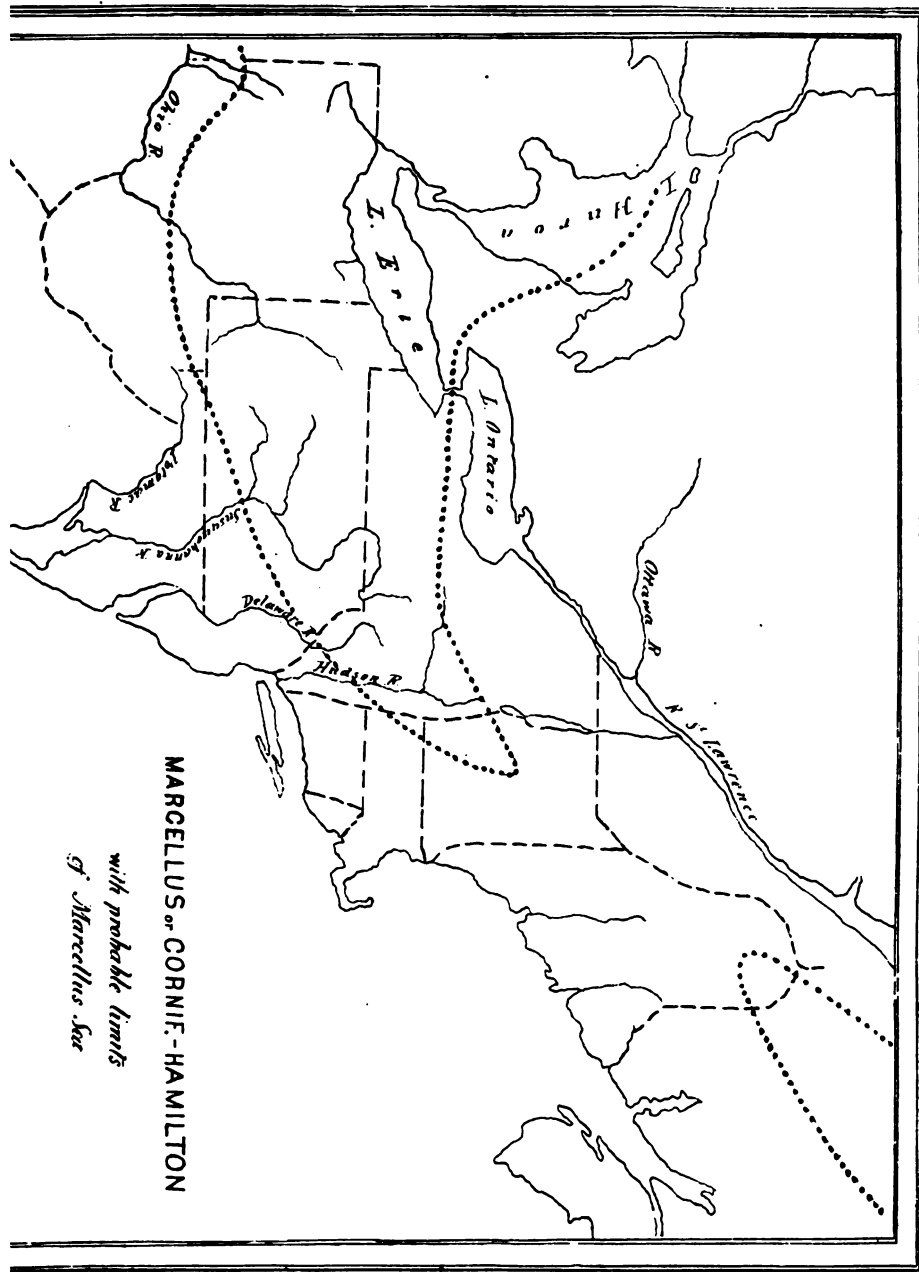 L. Huron
Ottawa R
R St Lawrence
L. Ontario
L. Erie
Ohio R.
Hudson R.
Delaware R
Susquehanna R
Potomac R
MARCELLUS or CORNIF.-HAMILTON
with probable limits
of Marcellus Sea